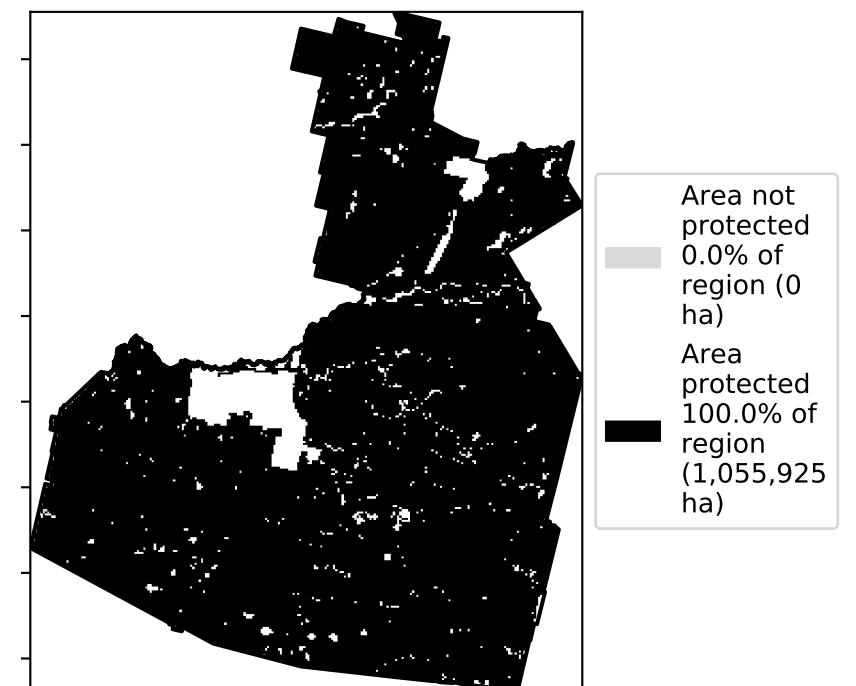 Area not
protected
0.0% of
region (0
ha)
Area
protected
100.0% of
region
(1,055,925
ha)